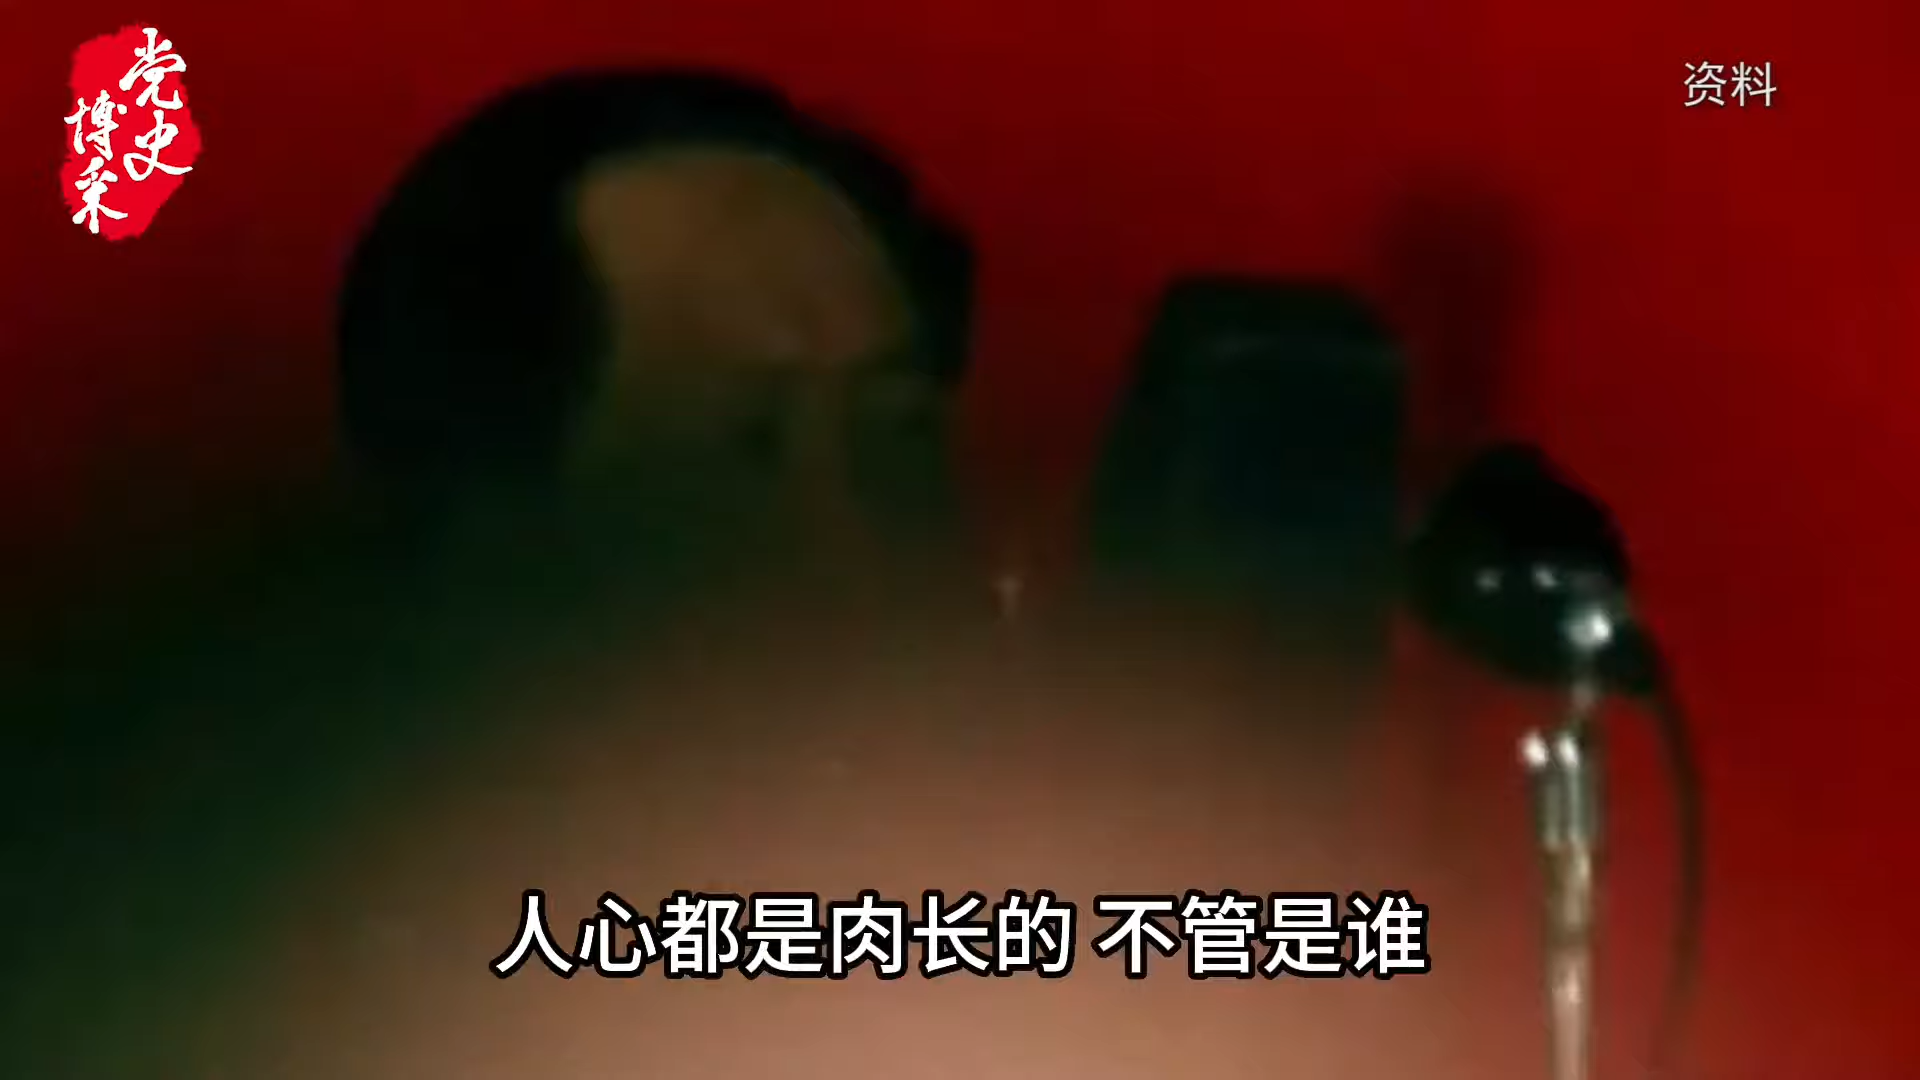 党史
博采
资料
人心都是肉长的 不管是谁